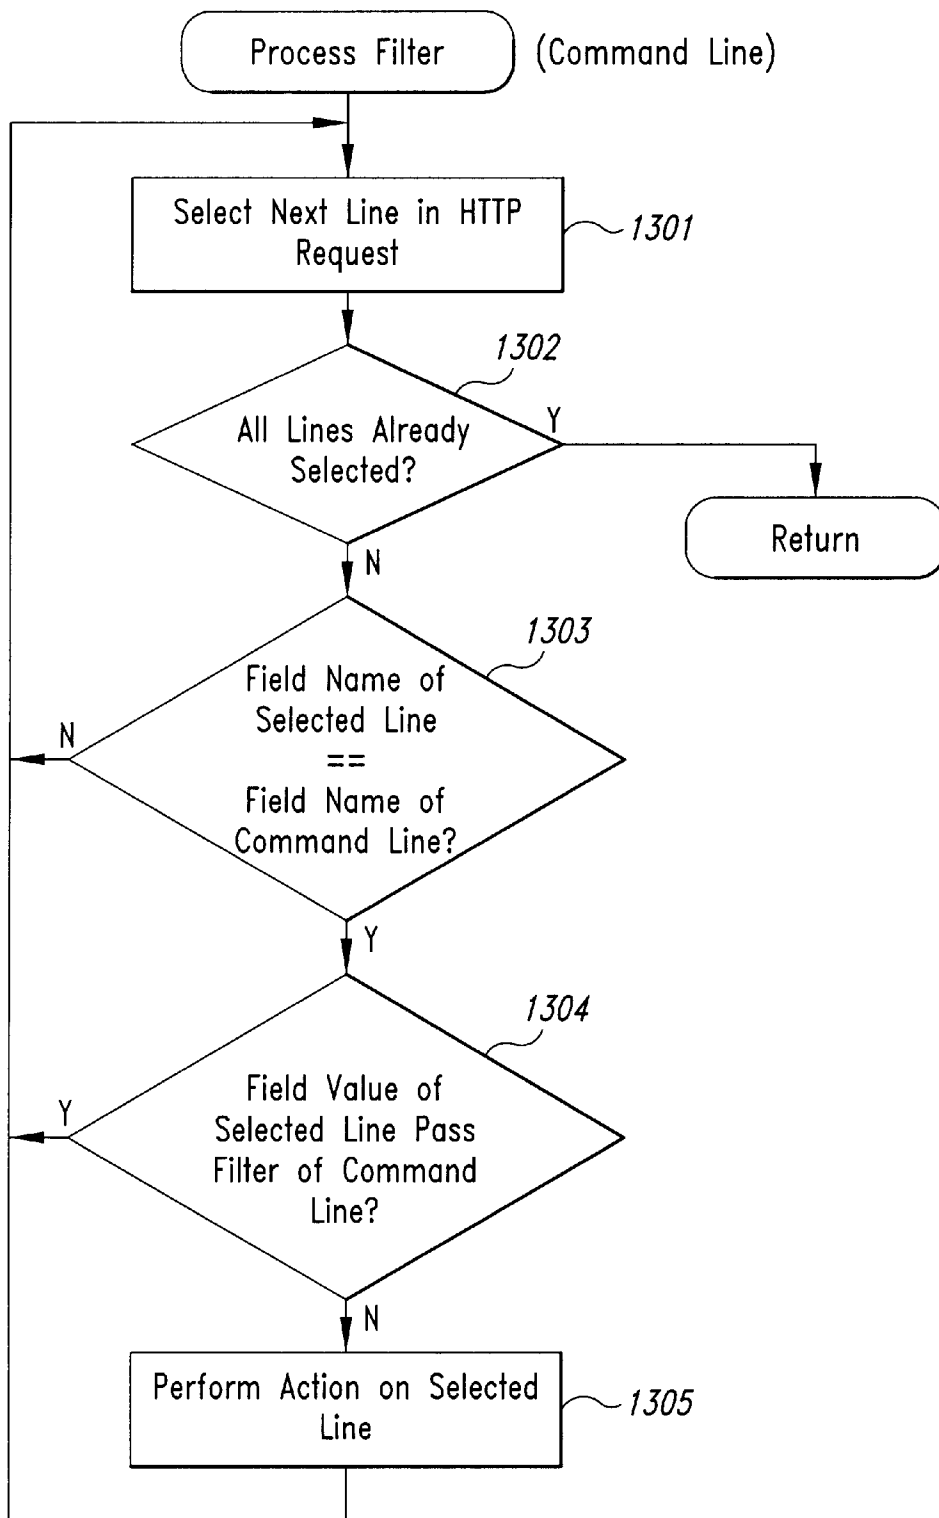 Process Filter (Command Line)
Select Next Line in HTTP
Request
1301
1302
All Lines Already
Selected?
Y
N
Return
1303
Field Name of
Selected Line
==
Field Name of
Command Line?
N
Y
1304
Field Value of
Selected Line Pass
Filter of Command
Line?
Y
N
Perform Action on Selected
Line
1305